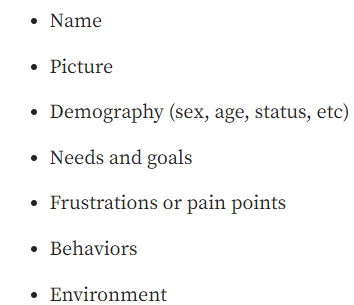 • Name
• Picture
• Demography (sex, age, status, etc)
• Needs and goals
• Frustrations or pain points
• Behaviors
• Environment